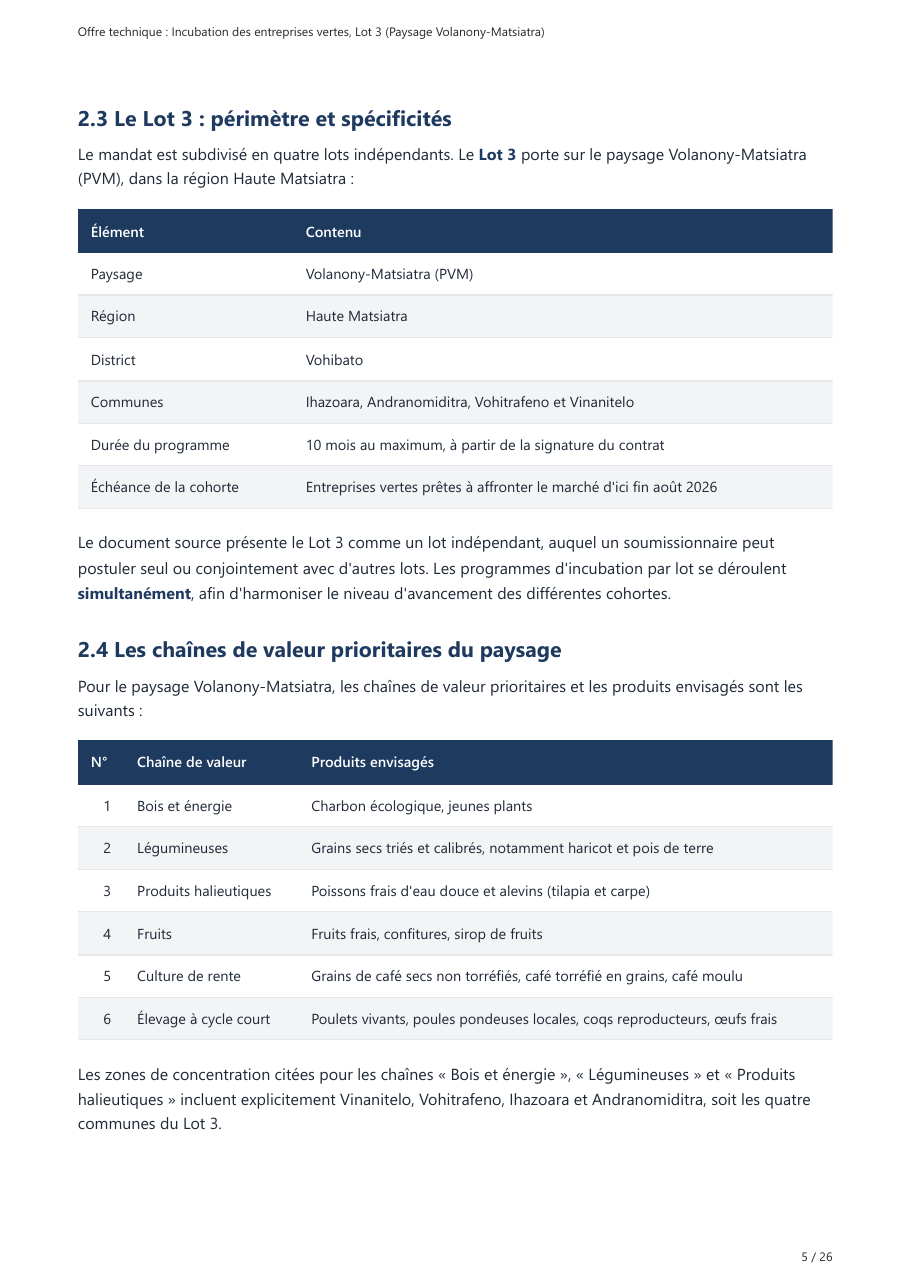 Offre technique : Incubation des entreprises vertes, Lot 3 (Paysage Volanony-Matsiatra)
2.3 Le Lot 3 : périmètre et spécificités
Le mandat est subdivisé en quatre lots indépendants. Le Lot 3 porte sur le paysage Volanony-Matsiatra
(PVM), dans la région Haute Matsiatra :
Élément Contenu
Paysage Volanony-Matsiatra (PVM)
Région Haute Matsiatra
District Vohibato
Communes Ihazoara, Andranomiditra, Vohitrafeno et Vinanitelo
Durée du programme 10 mois au maximum, à partir de la signature du contrat
Échéance de la cohorte Entreprises vertes prêtes à affronter le marché d'ici fin août 2026
Le document source présente le Lot 3 comme un lot indépendant, auquel un soumissionnaire peut
postuler seul ou conjointement avec d'autres lots. Les programmes d'incubation par lot se déroulent
simultanément, afin d'harmoniser le niveau d'avancement des différentes cohortes.
2.4 Les chaînes de valeur prioritaires du paysage
Pour le paysage Volanony-Matsiatra, les chaînes de valeur prioritaires et les produits envisagés sont les
suivants :
N° Chaîne de valeur Produits envisagés
1 Bois et énergie Charbon écologique, jeunes plants
2 Légumineuses Grains secs triés et calibrés, notamment haricot et pois de terre
3 Produits halieutiques Poissons frais d'eau douce et alevins (tilapia et carpe)
4 Fruits Fruits frais, confitures, sirop de fruits
5 Culture de rente Grains de café secs non torréfiés, café torréfié en grains, café moulu
6 Élevage à cycle court Poulets vivants, poules pondeuses locales, coqs reproducteurs, œufs frais
Les zones de concentration citées pour les chaînes « Bois et énergie », « Légumineuses » et « Produits
halieutiques » incluent explicitement Vinanitelo, Vohitrafeno, Ihazoara et Andranomiditra, soit les quatre
communes du Lot 3.
5 / 26